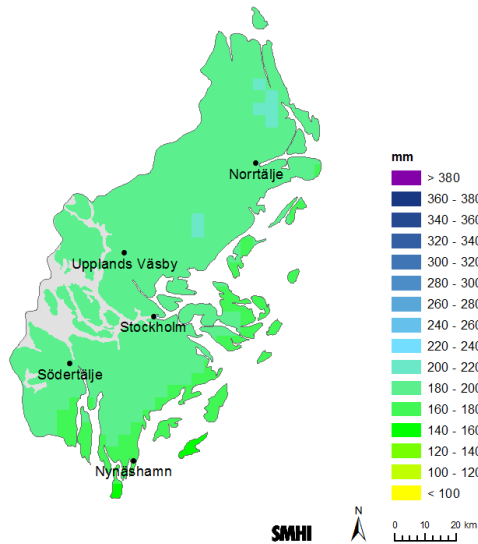 Norrtälje
Upplands Väsby
Stockholm
Södertälje
Nynäshamn
mm
> 380
360 - 380
340 - 360
320 - 340
300 - 320
280 - 300
260 - 280
240 - 260
220 - 240
200 - 220
180 - 200
160 - 180
140 - 160
120 - 140
100 - 120
< 100
SMHI
N
0 10 20 km